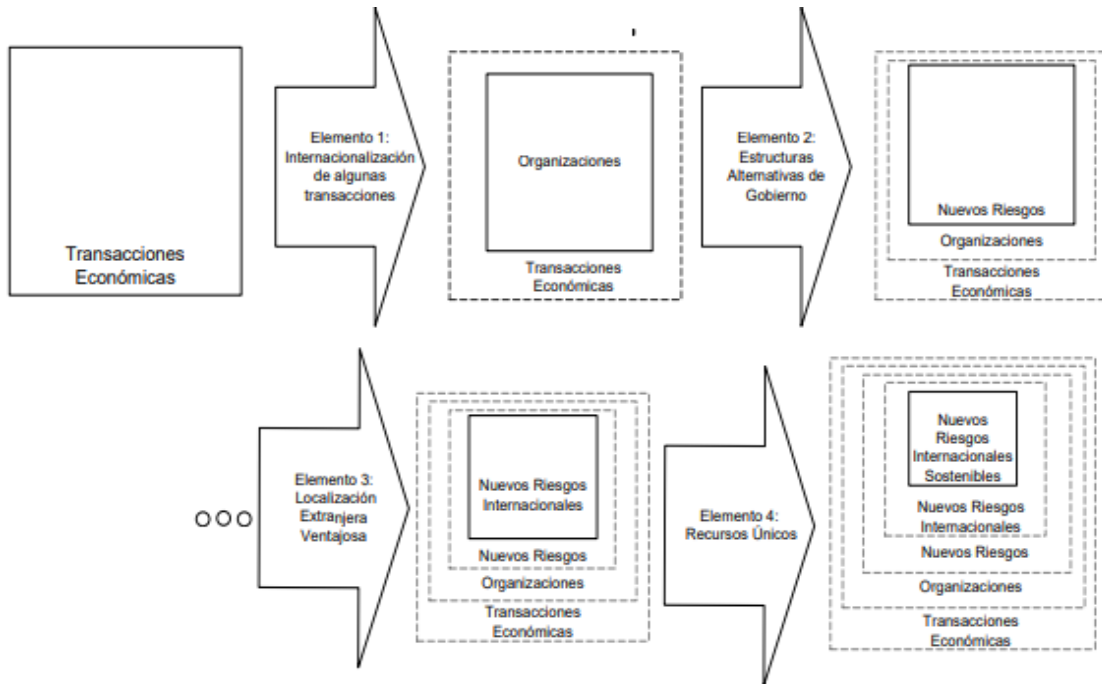 Transacciones
Económicas
Elemento 1:
Internacionalización
de algunas
transacciones
Organizaciones
Transacciones
Económicas
Elemento 2:
Estructuras
Alternativas de
Gobierno
Nuevos Riesgos
Organizaciones
Transacciones
Económicas
Elemento 3:
Localización
Extranjera
Ventajosa
Nuevos Riesgos
Internacionales
Nuevos Riesgos
Organizaciones
Transacciones
Económicas
Elemento 4:
Recursos Únicos
Nuevos
Riesgos
Internacionales
Sostenibles
Nuevos Riesgos
Internacionales
Nuevos Riesgos
Organizaciones
Transacciones
Económicas